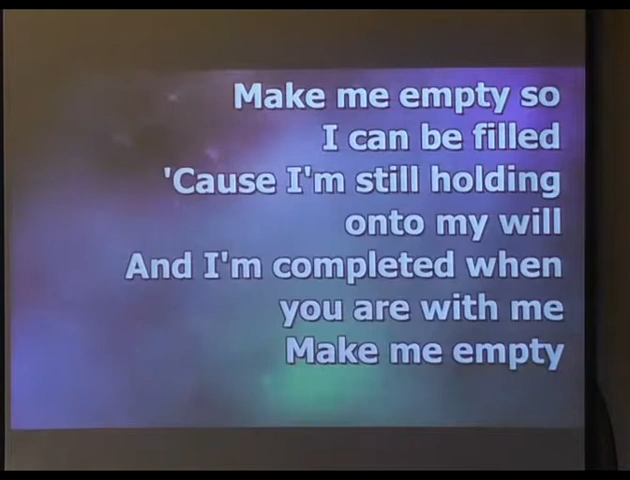 Make me empty so
I can be filled
'Cause I'm still holding
onto my will
And I'm completed when
you are with me
Make me empty